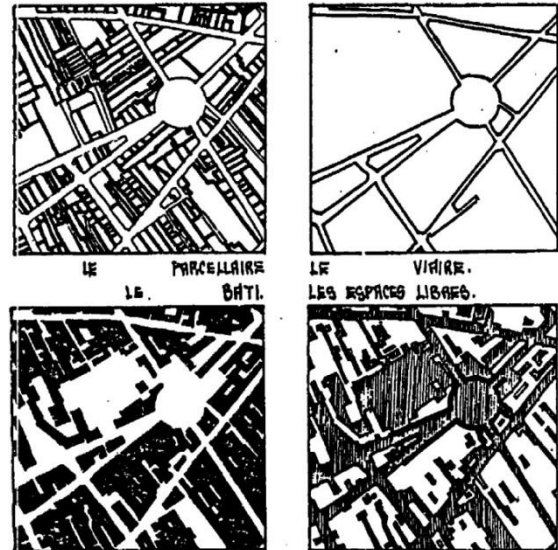 LE PARCELLAIRE
LE VIAIRE.
LE. BATI.
LES ESPACES LIBRES.